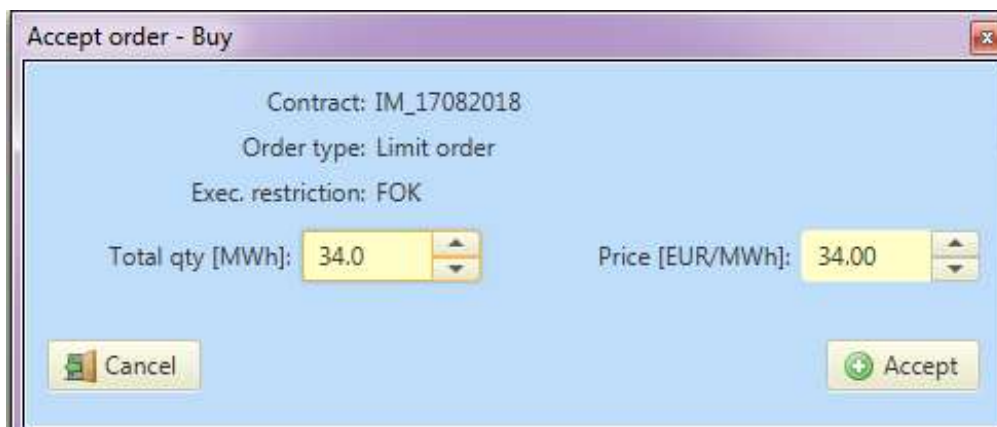 Accept order - Buy
Contract: IM_17082018
Order type: Limit order
Exec. restriction: FOK
Total qty [MWh]: 34.0 Price [EUR/MWh]: 34.00
Cancel Accept